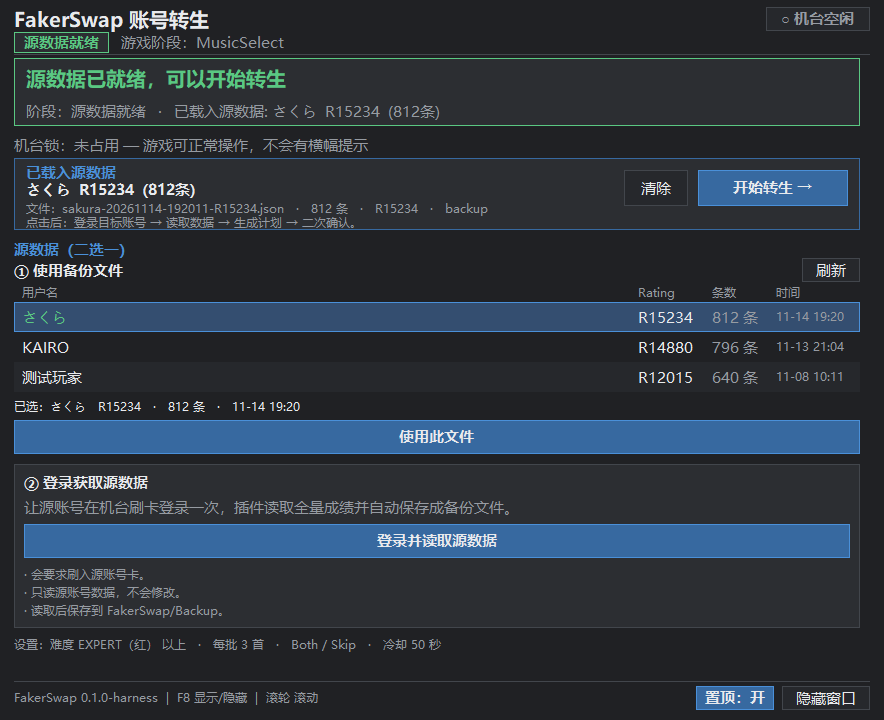 FakerSwap 账号转生
○ 机台空闲
源数据就绪 游戏阶段：MusicSelect
源数据已就绪，可以开始转生
阶段：源数据就绪 · 已载入源数据: さくら R15234（812条）
机台锁：未占用 — 游戏可正常操作，不会有横幅提示
已载入源数据
さくら R15234（812条）
文件：sakura-20261114-192011-R15234.json · 812 条 · R15234 · backup
点击后：登录目标账号 → 读取数据 → 生成计划 → 二次确认。
清除
开始转生 →
源数据（二选一）
① 使用备份文件
刷新
用户名 Rating 条数 时间
さくら R15234 812 条 11-14 19:20
KAIRO R14880 796 条 11-13 21:04
测试玩家 R12015 640 条 11-08 10:11
已选：さくら R15234 · 812 条 · 11-14 19:20
使用此文件
② 登录获取源数据
让源账号在机台刷卡登录一次，插件读取全量成绩并自动保存成备份文件。
登录并读取源数据
· 会要求刷入源账号卡。
· 只读源账号数据，不会修改。
· 读取后保存到 FakerSwap/Backup。
设置：难度 EXPERT（红） 以上 · 每批 3 首 · Both / Skip · 冷却 50 秒
FakerSwap 0.1.0-harness | F8 显示/隐藏 | 滚轮 滚动
置顶：开
隐藏窗口